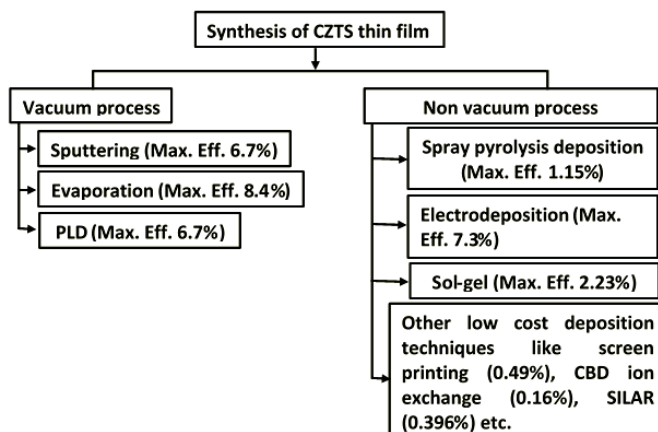 Synthesis of CZTS thin film
Vacuum process
Sputtering (Max. Eff. 6.7%)
Evaporation (Max. Eff. 8.4%)
PLD (Max. Eff. 6.7%)
Non vacuum process
Spray pyrolysis deposition
(Max. Eff. 1.15%)
Electrodeposition (Max.
Eff. 7.3%)
Sol-gel (Max. Eff. 2.23%)
Other low cost deposition
techniques like screen
printing (0.49%), CBD ion
exchange (0.16%), SILAR
(0.396%) etc.